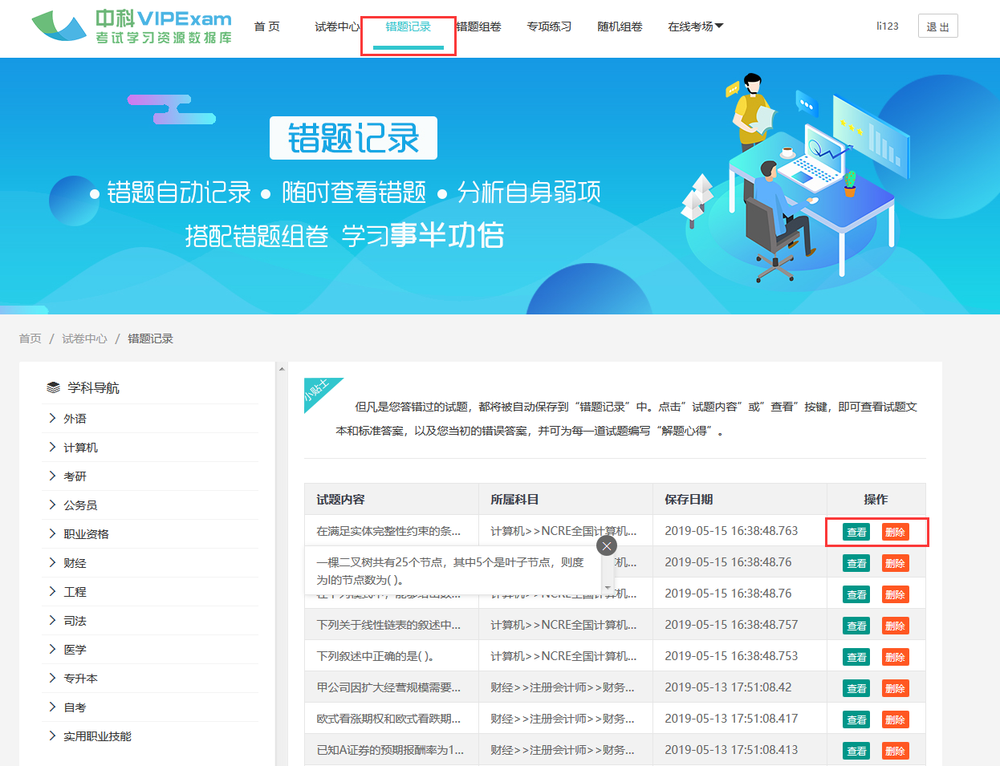 中科VIPExam
考试学习资源数据库
首 页 试卷中心 错题记录 错题组卷 专项练习 随机组卷 在线考场 li123 退 出
错题记录
● 错题自动记录 ● 随时查看错题 ● 分析自身弱项
搭配错题组卷 学习事半功倍
首页 / 试卷中心 / 错题记录
学科导航
外语
计算机
考研
公务员
职业资格
财经
工程
司法
医学
专升本
自考
实用职业技能
小贴士
但凡是您答错过的试题，都将被自动保存到“错题记录”中。点击”试题内容”或”查看”按键，即可查看试题文
本和标准答案，以及您当初的错误答案，并可为每一道试题编写“解题心得”。
试题内容 所属科目 保存日期 操作
在满足实体完整性约束的条... 计算机>>NCRE全国计算机... 2019-05-15 16:38:48.763 查看 删除
一棵二叉树共有25个节点，其中5个是叶子节点，则度
为l的节点数为( )。
机... 2019-05-15 16:38:48.76 查看 删除
2019-05-15 16:38:48.76 查看 删除
下列关于线性链表的叙述中... 计算机>>NCRE全国计算机... 2019-05-15 16:38:48.757 查看 删除
下列叙述中正确的是( )。 计算机>>NCRE全国计算机... 2019-05-15 16:38:48.753 查看 删除
甲公司因扩大经营规模需要... 财经>>注册会计师>>财务... 2019-05-13 17:51:08.42 查看 删除
欧式看涨期权和欧式看跌期... 财经>>注册会计师>>财务... 2019-05-13 17:51:08.417 查看 删除
已知A证券的预期报酬率为1... 财经>>注册会计师>>财务... 2019-05-13 17:51:08.413 查看 删除